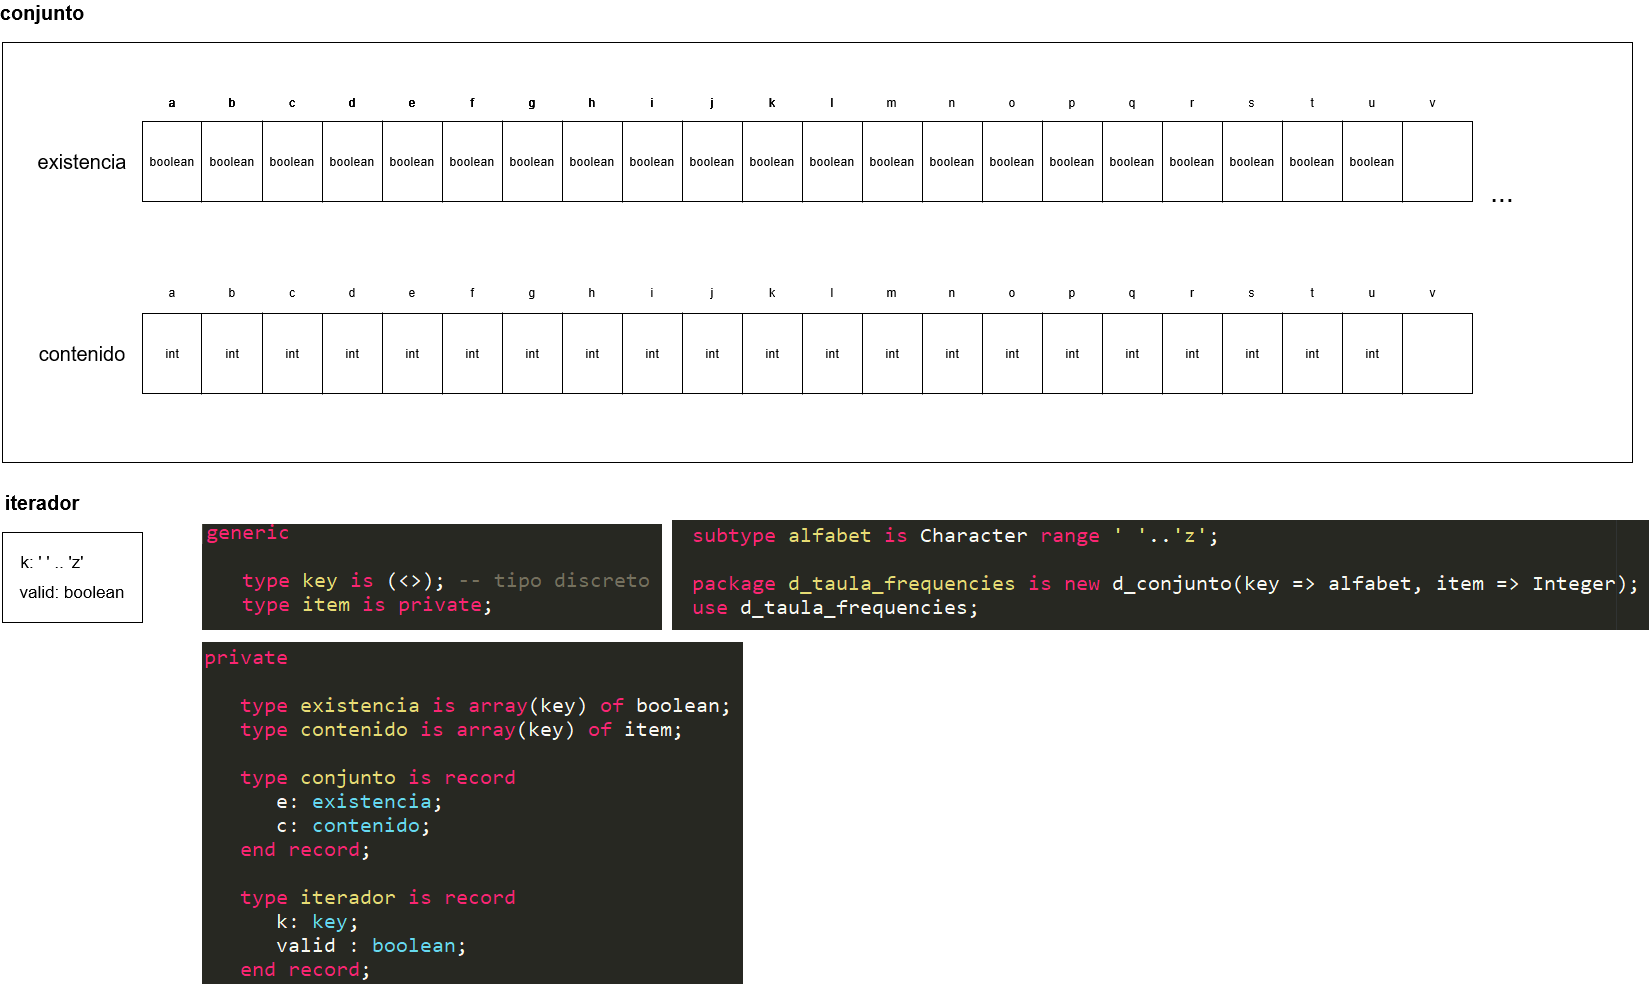 conjunto
a b c d e f g h i j k l m n o p q r s t u v
existencia boolean boolean boolean boolean boolean boolean boolean boolean boolean boolean boolean boolean boolean boolean boolean boolean boolean boolean boolean boolean boolean
...
a b c d e f g h i j k l m n o p q r s t u v
contenido int int int int int int int int int int int int int int int int int int int int int
iterador
k: ' ' .. 'z'
valid: boolean
generic
type key is (<>); -- tipo discreto
type item is private;
subtype alfabet is Character range ' '..'z';
package d_taula_frequencies is new d_conjunto(key => alfabet, item => Integer);
use d_taula_frequencies;
private
type existencia is array(key) of boolean;
type contenido is array(key) of item;
type conjunto is record
e: existencia;
c: contenido;
end record;
type iterador is record
k: key;
valid : boolean;
end record;